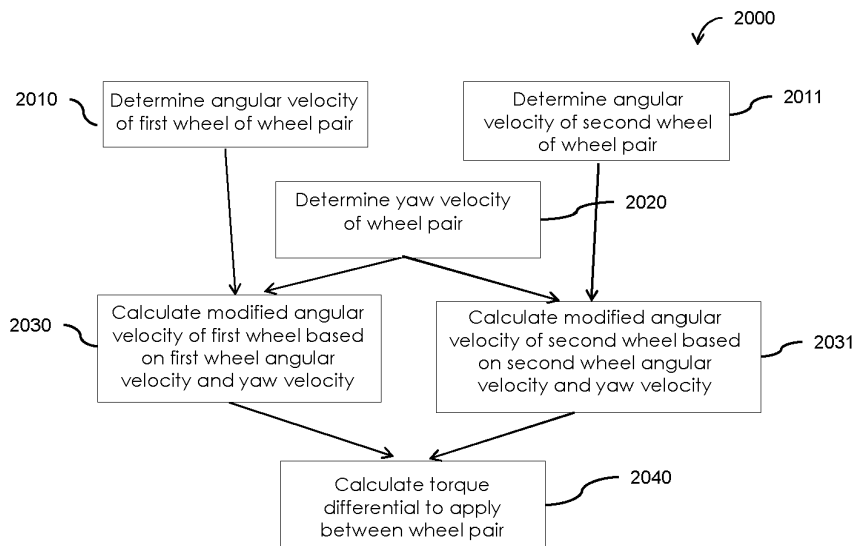 2000
2010
Determine angular velocity
of first wheel of wheel pair
Determine angular
velocity of second wheel
of wheel pair
2011
Determine yaw velocity
of wheel pair
2020
2030
Calculate modified angular
velocity of first wheel based
on first wheel angular
velocity and yaw velocity
Calculate modified angular
velocity of second wheel based
on second wheel angular
velocity and yaw velocity
2031
Calculate torque
differential to apply
between wheel pair
2040